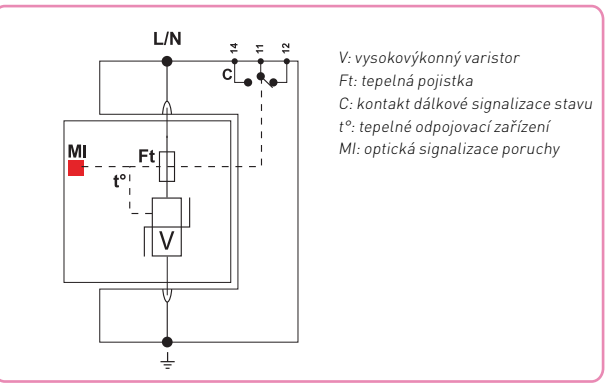 L/N
14 11 12
C
MI
Ft
t°
V
V: vysokovýkonný varistor
Ft: tepelná pojistka
C: kontakt dálkové signalizace stavu
t°: tepelné odpojovací zařízení
MI: optická signalizace poruchy